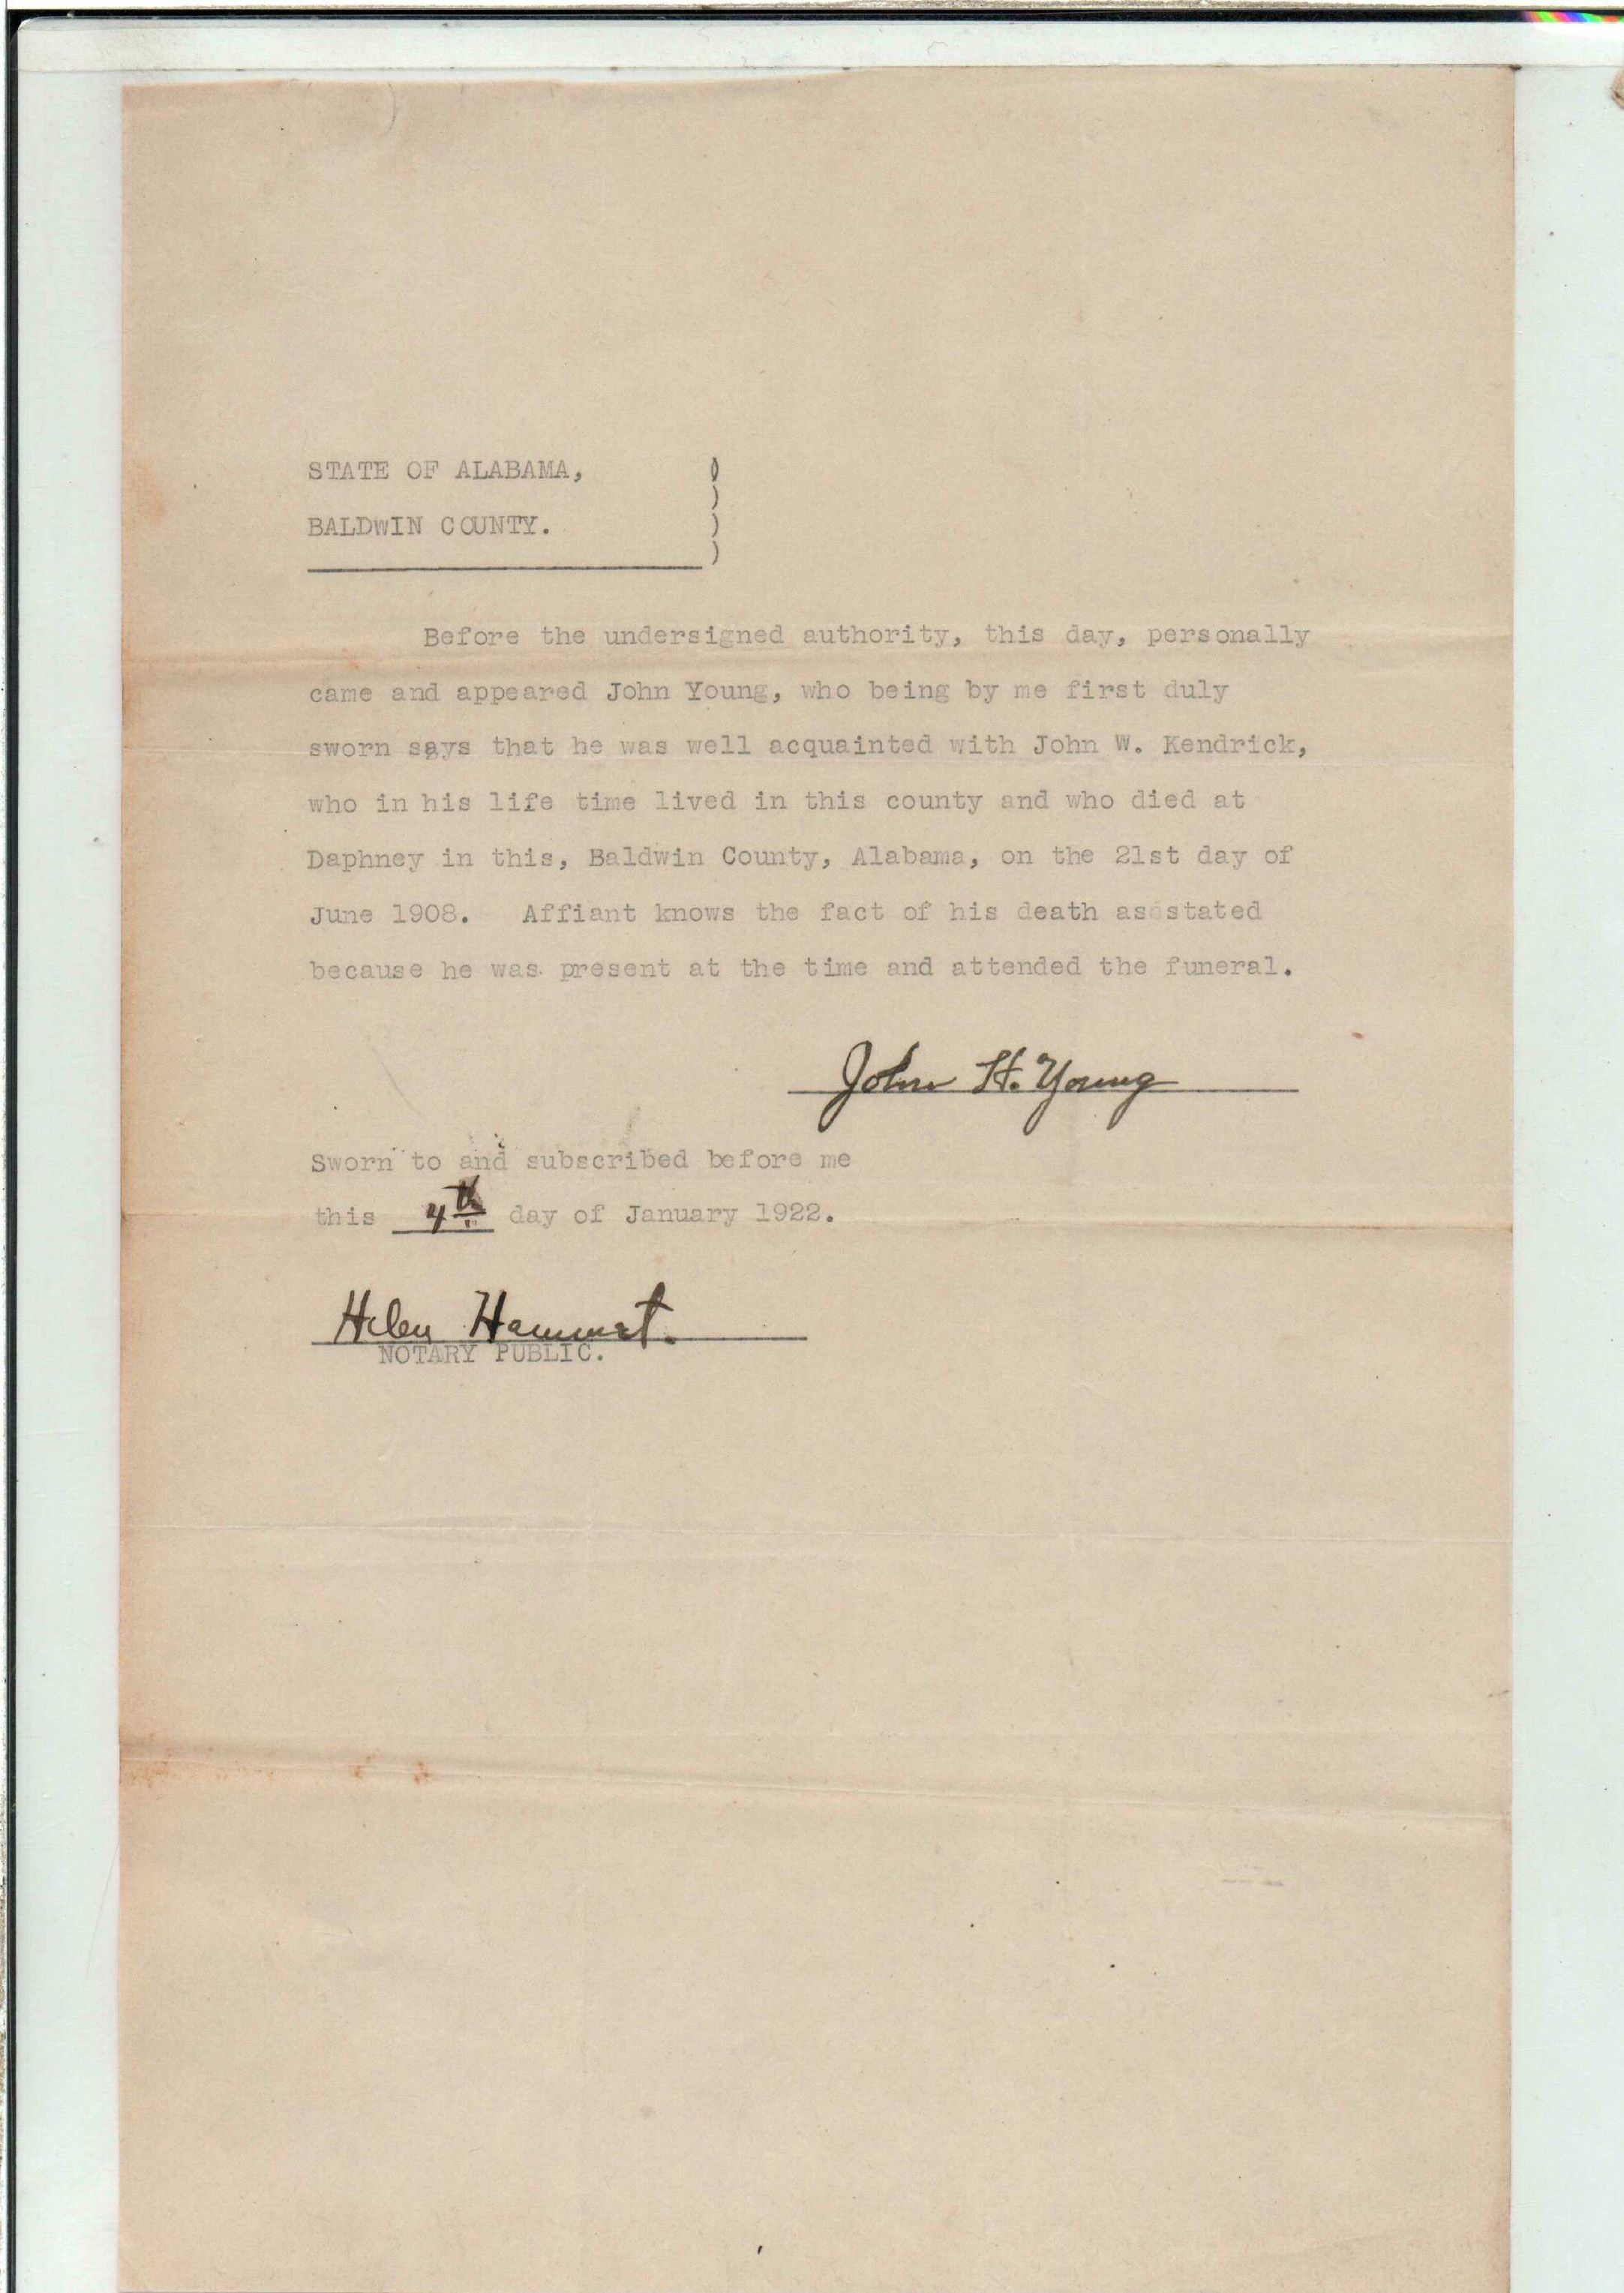 STATE OF ALABAMA, )
)
BALDWIN COUNTY. )
)
Before the undersigned authority, this day, personally
came and appeared John Young, who being by me first duly
sworn says that he was well acquainted with John W. Kendrick,
who in his life time lived in this county and who died at
Daphney in this, Baldwin County, Alabama, on the 21st day of
June 1908. Affiant knows the fact of his death as stated
because he was present at the time and attended the funeral.
John H. Young
Sworn to and subscribed before me
this 4th day of January 1922.
Helen Hammet.
NOTARY PUBLIC.